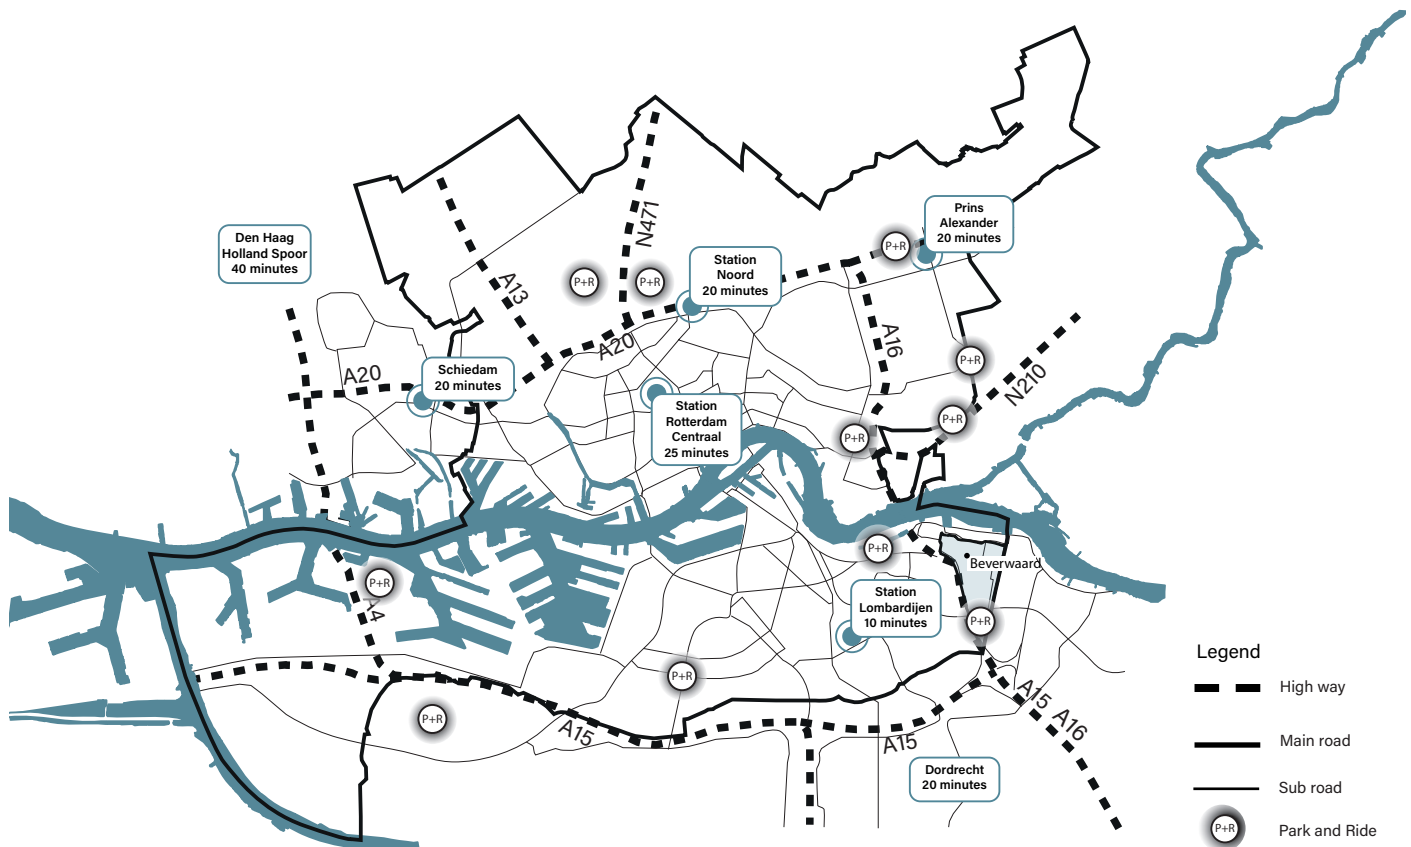 Prins
Alexander
20 minutes
N471
P+R
Den Haag
Holland Spoor
40 minutes
Station
Noord
20 minutes
P+R
P+R
A13
A16
A20
P+R
A20
Schiedam
20 minutes
N210
Station
Rotterdam
Centraal
25 minutes
P+R
P+R
P+R
Beverwaard
P+R
A4
Station
Lombardijen
10 minutes
P+R
P+R
P+R
A15
A15
A15 A16
Dordrecht
20 minutes
Legend
High way
Main road
Sub road
P+R
Park and Ride